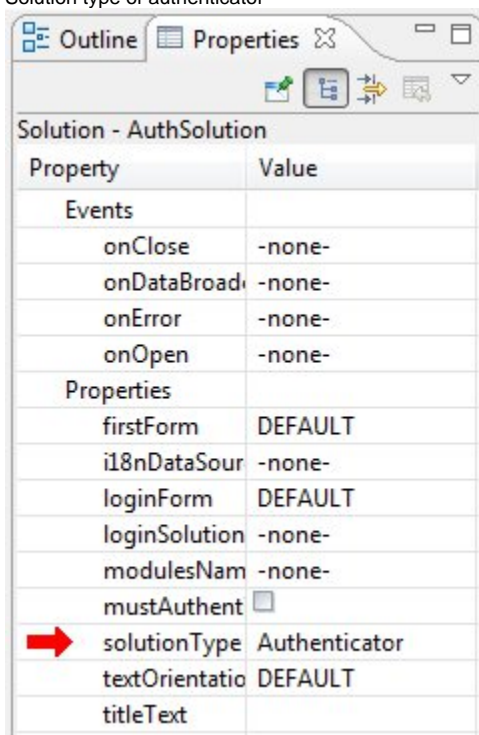 Solution type of authenticator
Outline Properties
Solution - AuthSolution
Property Value
Events
onClose -none-
onDataBroad -none-
onError -none-
onOpen -none-
Properties
firstForm DEFAULT
i18nDataSour -none-
loginForm DEFAULT
loginSolution -none-
modulesNam -none-
mustAuthent
solutionType Authenticator
textOrientatio DEFAULT
titleText